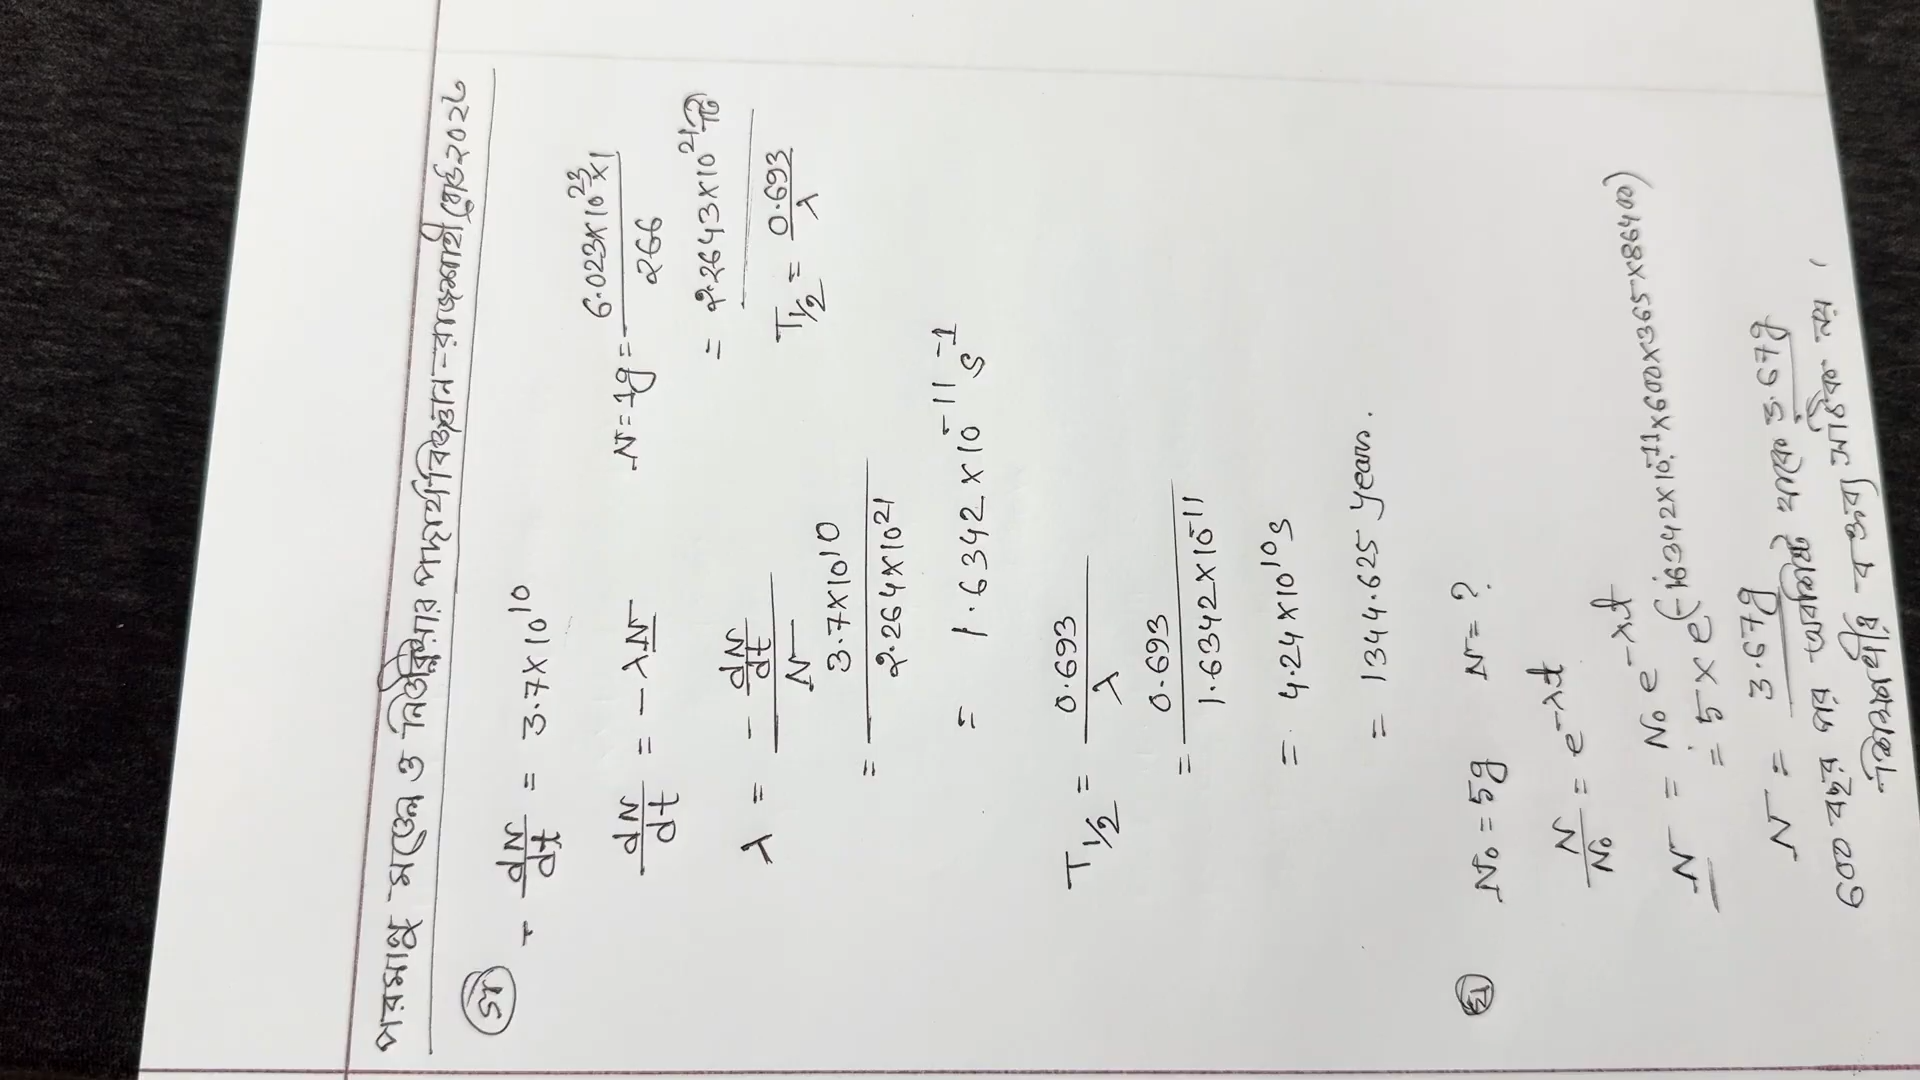 পরমাণুর মডেল ও নিউক্লিয়ার পদার্থবিজ্ঞান - রাজশাহী বোর্ড ২০২৬
গ
- dN/dt = 3.7×10^10
N = 1g = 6.023×10^23×1 / 266
dN/dt = -λN
= 2.2643×10^21 টি
λ = - (dN/dt) / N
T1/2 = 0.693/λ
= 3.7×10^10 / 2.264×10^21
= 1.6342×10^-11 s^-1
T1/2 = 0.693/λ
= 0.693 / 1.6342×10^-11
= 4.24×10^10 s
= 1344.625 years.
ঘ N₀ = 5g N = ?
N/N₀ = e^-λt
N = N₀ e^-λt
= 5 × e^(-1.6342×10^-11×600×365×86400)
N = 3.67g
600 বছর পর থাকবে 3.67g